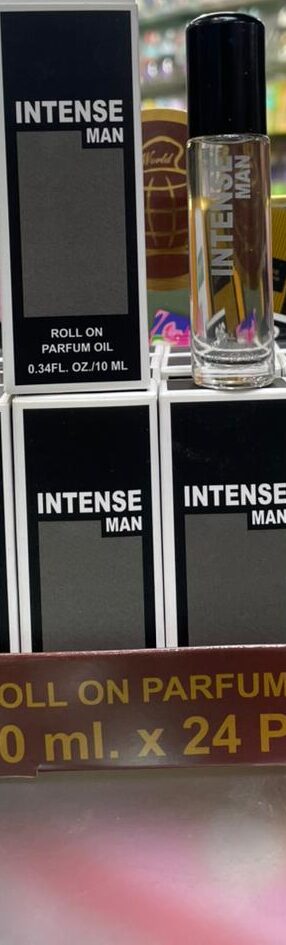 INTENSE
MAN
ROLL ON
PARFUM OIL
0.34FL. OZ./10 ML
INTENSE
MAN
World
INTENSE
MAN
INTENSE
MAN
OLL ON PARFUM
0 ml. x 24 P